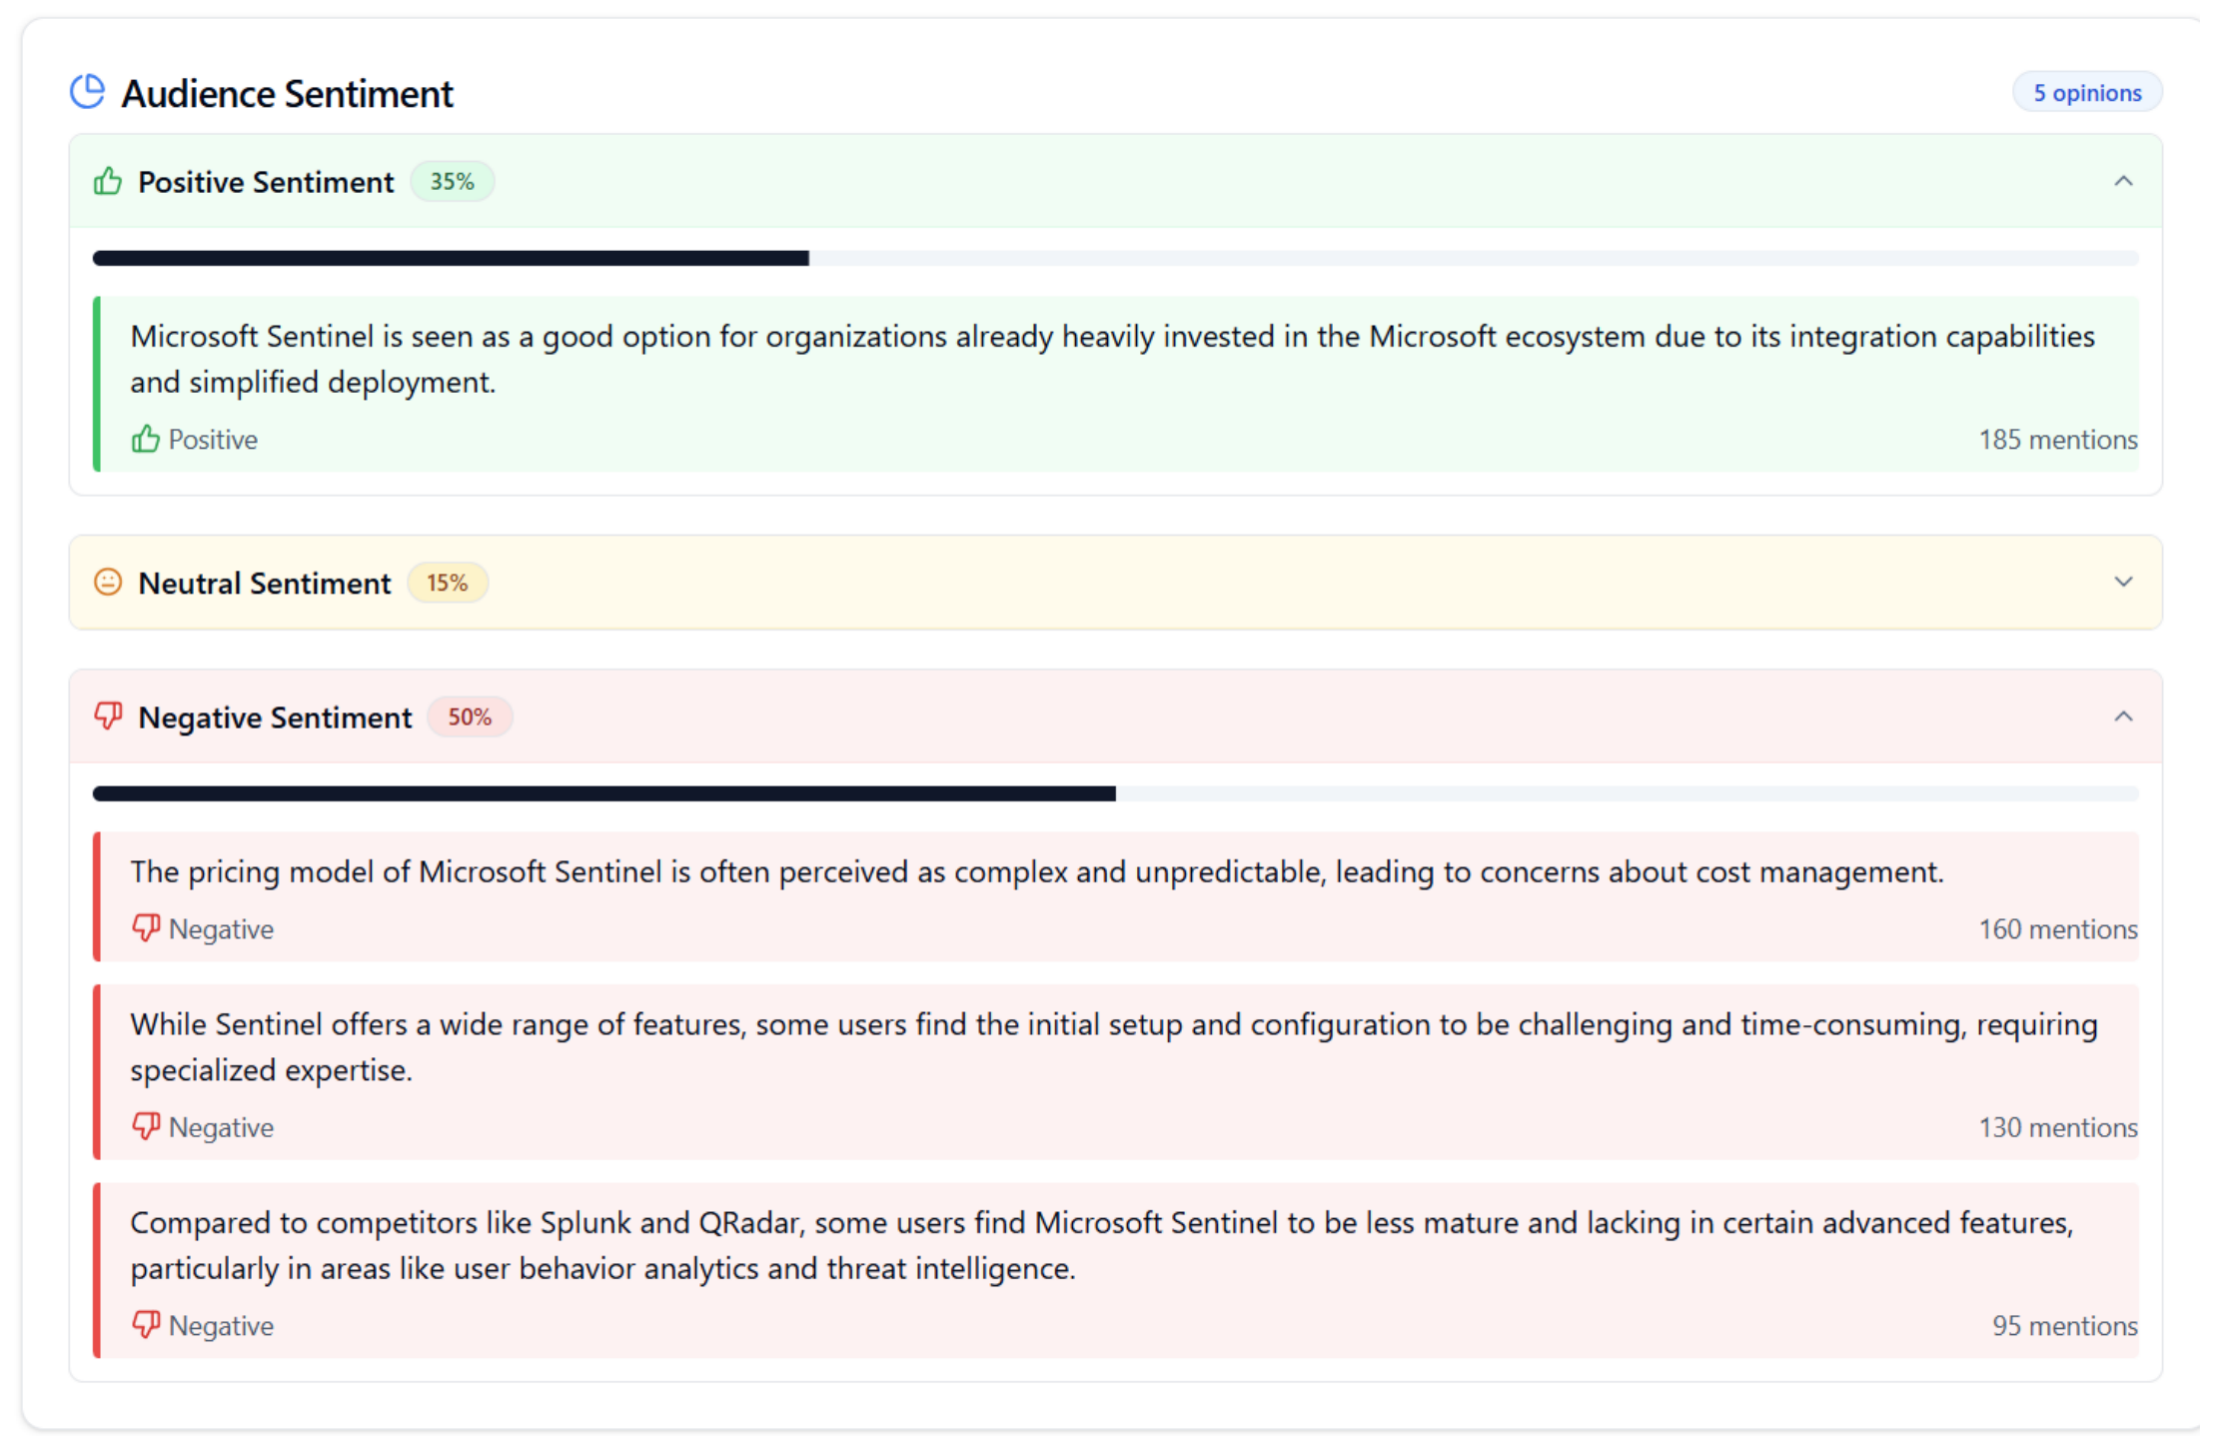 Audience Sentiment
5 opinions
Positive Sentiment 35%
Microsoft Sentinel is seen as a good option for organizations already heavily invested in the Microsoft ecosystem due to its integration capabilities
and simplified deployment.
Positive
185 mentions
Neutral Sentiment 15%
Negative Sentiment 50%
The pricing model of Microsoft Sentinel is often perceived as complex and unpredictable, leading to concerns about cost management.
Negative
160 mentions
While Sentinel offers a wide range of features, some users find the initial setup and configuration to be challenging and time-consuming, requiring
specialized expertise.
Negative
130 mentions
Compared to competitors like Splunk and QRadar, some users find Microsoft Sentinel to be less mature and lacking in certain advanced features,
particularly in areas like user behavior analytics and threat intelligence.
Negative
95 mentions